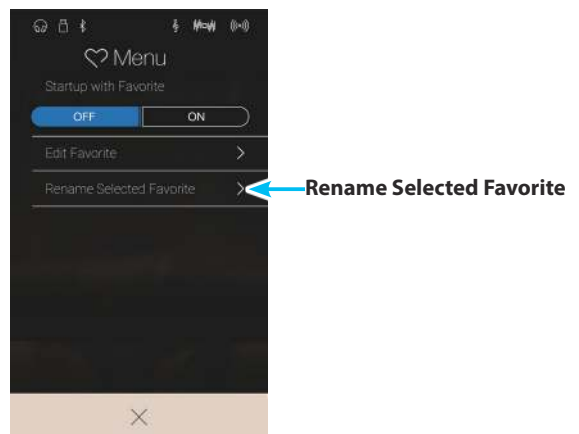 Menu
Startup with Favorite
OFF ON
Edit Favorite
Rename Selected Favorite
Rename Selected Favorite